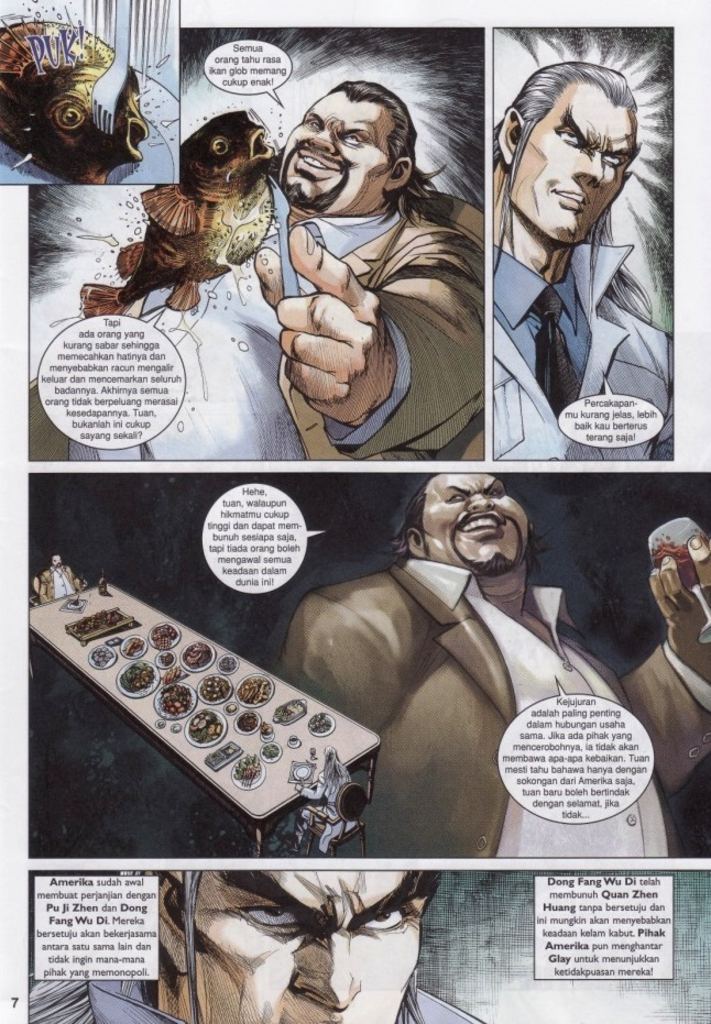 PUK!
Semua
orang tahu rasa
ikan glob memang
cukup enak!
Tapi
ada orang yang
kurang sabar sehingga
memecahkan hatinya dan
menyebabkan racun mengalir
keluar dan mencemarkan seluruh
badannya. Akhirnya semua
orang tidak berpeluang merasai
kesedapannya. Tuan,
bukanlah ini cukup
sayang sekali?
Percakapan-
mu kurang jelas, lebih
baik kau berterus
terang saja!
Hehe,
tuan, walaupun
hikmatmu cukup
tinggi dan dapat mem-
bunuh sesiapa saja,
tapi tiada orang boleh
mengawal semua
keadaan dalam
dunia ini!
Kejujuran
adalah paling penting
dalam hubungan usaha
sama. Jika ada pihak yang
mencerobohnya, ia tidak akan
membawa apa-apa kebaikan. Tuan
mesti tahu bahawa hanya dengan
sokongan dari Amerika saja,
tuan baru boleh bertindak
dengan selamat, jika
tidak...
Amerika sudah awal
membuat perjanjian dengan
Pu Ji Zhen dan Dong
Fang Wu Di. Mereka
bersetuju akan bekerjasama
antara satu sama lain dan
tidak ingin mana-mana
pihak yang memonopoli.
Dong Fang Wu Di telah
membunuh Quan Zhen
Huang tanpa bersetuju dan
ini mungkin akan menyebabkan
keadaan hilang kawalan. Pihak
Amerika pun menghantar
Glay untuk menunjukkan
ketidakpuasan mereka!
7